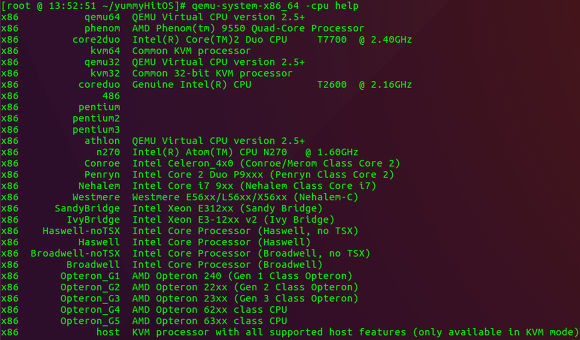 [root @ 13:52:51 ~/yummyHitOS]# qemu-system-x86_64 -cpu help
x86 qemu64 QEMU Virtual CPU version 2.5+
x86 phenom AMD Phenom(tm) 9550 Quad-Core Processor
x86 core2duo Intel(R) Core(TM)2 Duo CPU T7700 @ 2.40GHz
x86 kvm64 Common KVM processor
x86 qemu32 QEMU Virtual CPU version 2.5+
x86 kvm32 Common 32-bit KVM processor
x86 coreduo Genuine Intel(R) CPU T2600 @ 2.16GHz
x86 486
x86 pentium
x86 pentium2
x86 pentium3
x86 athlon QEMU Virtual CPU version 2.5+
x86 n270 Intel(R) Atom(TM) CPU N270 @ 1.60GHz
x86 Conroe Intel Celeron_4x0 (Conroe/Merom Class Core 2)
x86 Penryn Intel Core 2 Duo P9xxx (Penryn Class Core 2)
x86 Nehalem Intel Core i7 9xx (Nehalem Class Core i7)
x86 Westmere Westmere E56xx/L56xx/X56xx (Nehalem-C)
x86 SandyBridge Intel Xeon E312xx (Sandy Bridge)
x86 IvyBridge Intel Xeon E3-12xx v2 (Ivy Bridge)
x86 Haswell-noTSX Intel Core Processor (Haswell, no TSX)
x86 Haswell Intel Core Processor (Haswell)
x86 Broadwell-noTSX Intel Core Processor (Broadwell, no TSX)
x86 Broadwell Intel Core Processor (Broadwell)
x86 Opteron_G1 AMD Opteron 240 (Gen 1 Class Opteron)
x86 Opteron_G2 AMD Opteron 22xx (Gen 2 Class Opteron)
x86 Opteron_G3 AMD Opteron 23xx (Gen 3 Class Opteron)
x86 Opteron_G4 AMD Opteron 62xx class CPU
x86 Opteron_G5 AMD Opteron 63xx class CPU
x86 host KVM processor with all supported host features (only available in KVM mode)